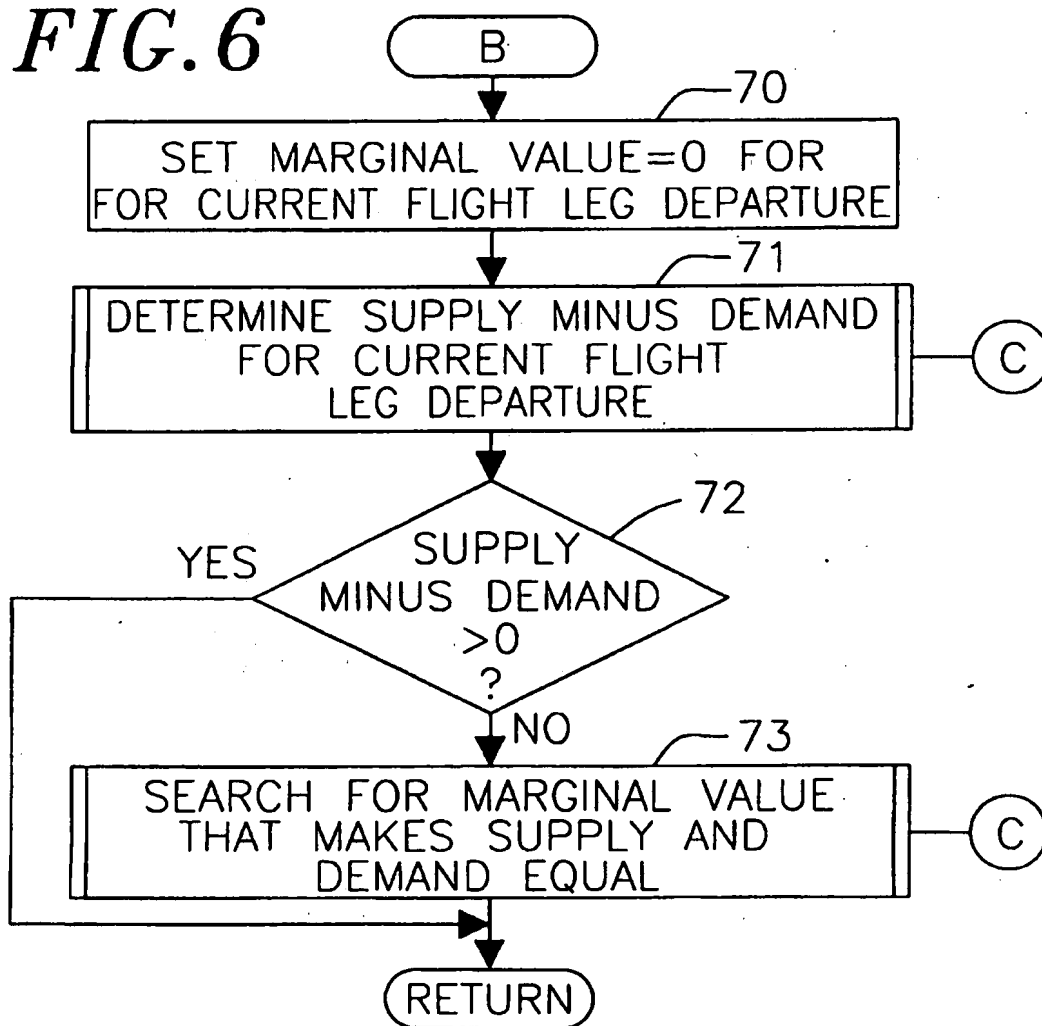 FIG. 6
B
70
SET MARGINAL VALUE=0 FOR
FOR CURRENT FLIGHT LEG DEPARTURE
71
DETERMINE SUPPLY MINUS DEMAND
FOR CURRENT FLIGHT
LEG DEPARTURE
C
72
YES
SUPPLY
MINUS DEMAND
>0
?
NO
73
SEARCH FOR MARGINAL VALUE
THAT MAKES SUPPLY AND
DEMAND EQUAL
C
RETURN